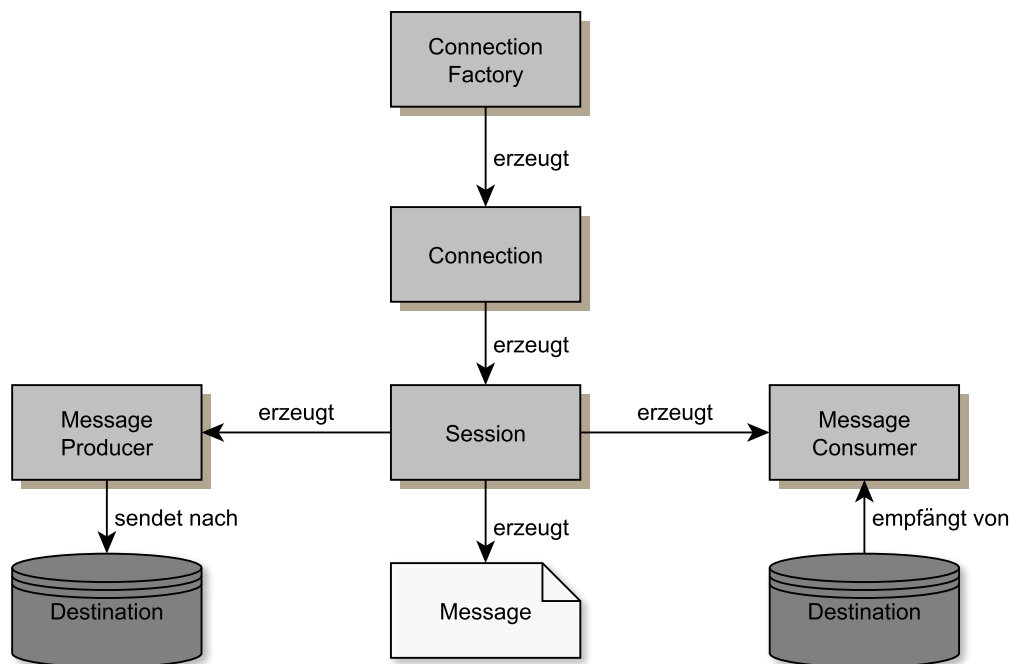 Connection
Factory
erzeugt
Connection
erzeugt
Message
Producer
erzeugt
Session
erzeugt
Message
Consumer
sendet nach
erzeugt
empfängt von
Destination
Message
Destination